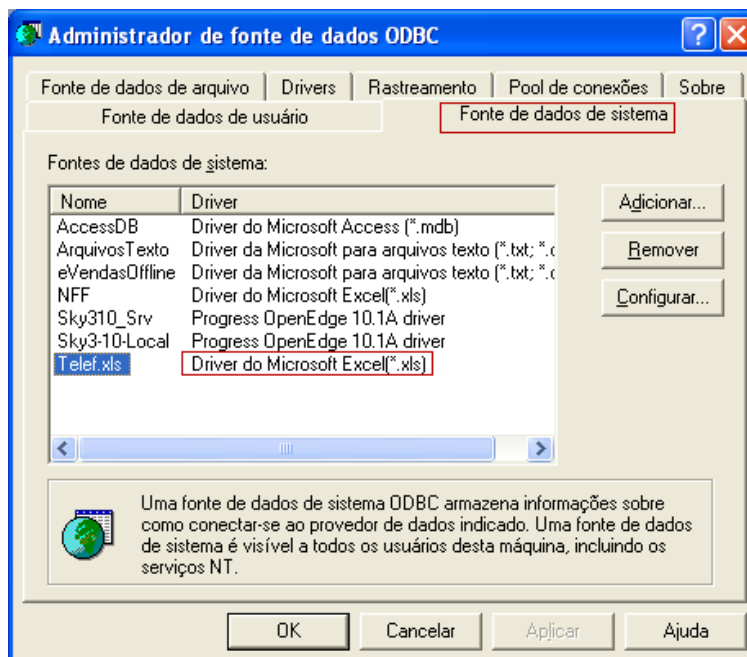 Administrador de fonte de dados ODBC
Fonte de dados de arquivo Drivers Rastreamento Pool de conexões Sobre
Fonte de dados de usuário Fonte de dados de sistema
Fontes de dados de sistema:
Nome Driver
AccessDB Driver do Microsoft Access (*.mdb)
ArquivosTexto Driver da Microsoft para arquivos texto (*.txt; *.c
eVendasOffline Driver da Microsoft para arquivos texto (*.txt; *.c
NFF Driver do Microsoft Excel(*.xls)
Sky310_Srv Progress OpenEdge 10.1A driver
Sky3-10-Local Progress OpenEdge 10.1A driver
Telef.xls Driver do Microsoft Excel(*.xls)
Adicionar...
Remover
Configurar...
Uma fonte de dados de sistema ODBC armazena informações sobre
como conectar-se ao provedor de dados indicado. Uma fonte de dados
de sistema é visível a todos os usuários desta máquina, incluindo os
serviços NT.
OK Cancelar Aplicar Ajuda